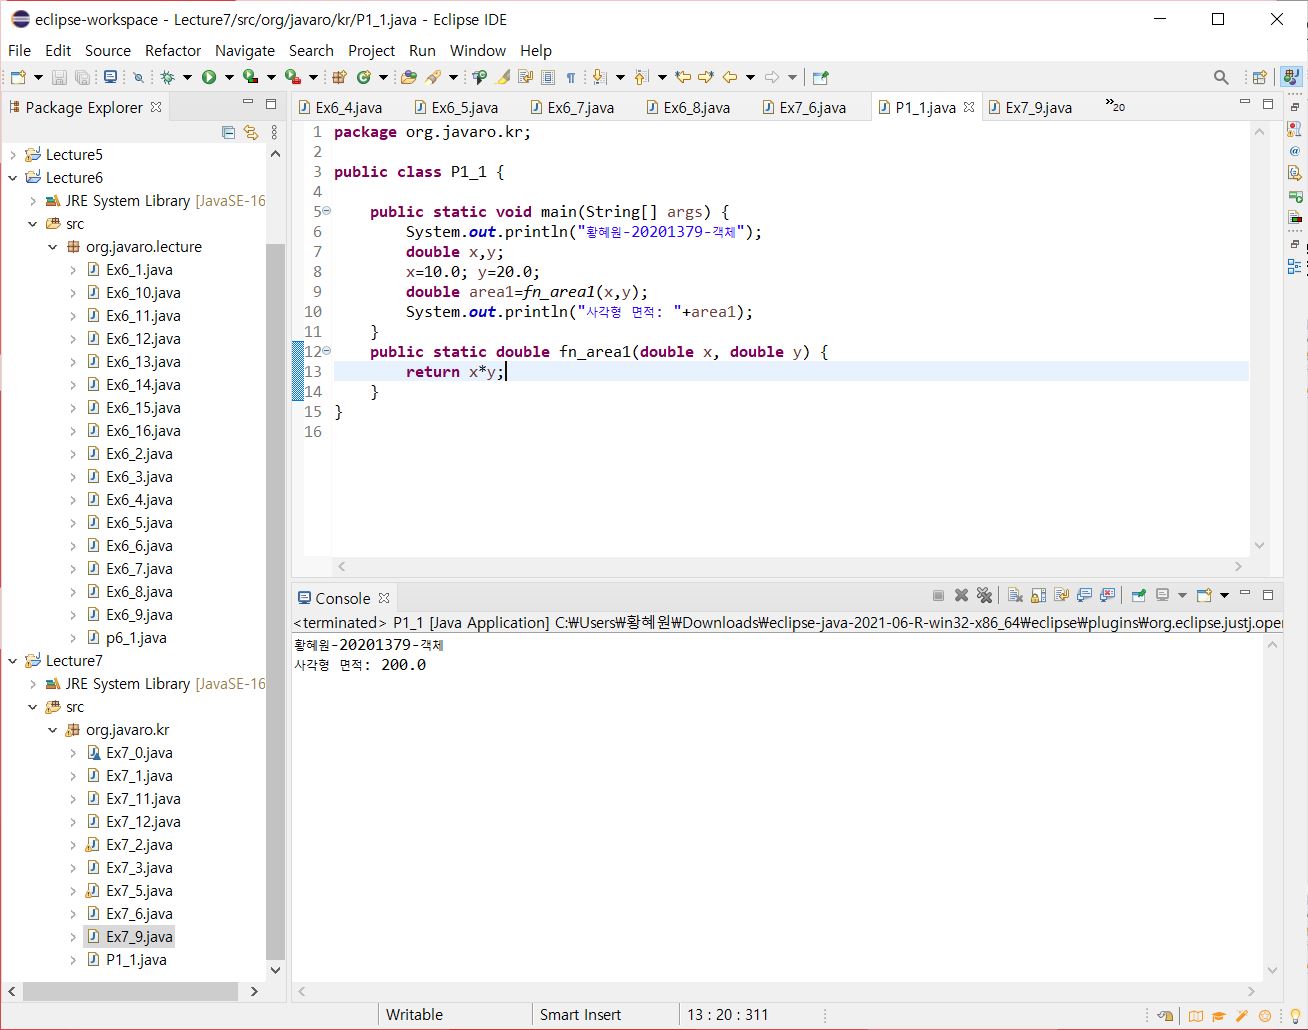 eclipse-workspace - Lecture7/src/org/javaro/kr/P1_1.java - Eclipse IDE
File Edit Source Refactor Navigate Search Project Run Window Help
Package Explorer
Lecture5
Lecture6
JRE System Library [JavaSE-16
src
org.javaro.lecture
Ex6_1.java
Ex6_10.java
Ex6_11.java
Ex6_12.java
Ex6_13.java
Ex6_14.java
Ex6_15.java
Ex6_16.java
Ex6_2.java
Ex6_3.java
Ex6_4.java
Ex6_5.java
Ex6_6.java
Ex6_7.java
Ex6_8.java
Ex6_9.java
p6_1.java
Lecture7
JRE System Library [JavaSE-16
src
org.javaro.kr
Ex7_0.java
Ex7_1.java
Ex7_11.java
Ex7_12.java
Ex7_2.java
Ex7_3.java
Ex7_5.java
Ex7_6.java
Ex7_9.java
P1_1.java
Ex6_4.java Ex6_5.java Ex6_7.java Ex6_8.java Ex7_6.java P1_1.java Ex7_9.java »20
1 package org.javaro.kr;
2
3 public class P1_1 {
4
5 public static void main(String[] args) {
6 System.out.println("황혜원-20201379-객체");
7 double x,y;
8 x=10.0; y=20.0;
9 double area1=fn_area1(x,y);
10 System.out.println("사각형 면적: "+area1);
11 }
12 public static double fn_area1(double x, double y) {
13 return x*y;
14 }
15 }
16
Console
<terminated> P1_1 [Java Application] C:₩Users₩황혜원₩Downloads₩eclipse-java-2021-06-R-win32-x86_64₩eclipse₩plugins₩org.eclipse.justj.oper
황혜원-20201379-객체
사각형 면적: 200.0
Writable Smart Insert 13 : 20 : 311